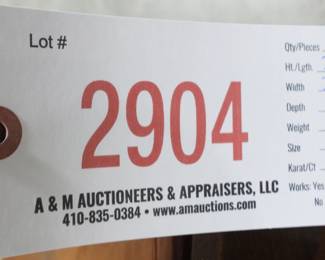 Lot #
2904
A & M AUCTIONEERS & APPRAISERS, LLC
410-835-0384 • www.amauctions.com
Qty/Pieces
Ht./Lgth.
Width
Depth
Weight
Size
Karat/Ct
Works: Yes
No